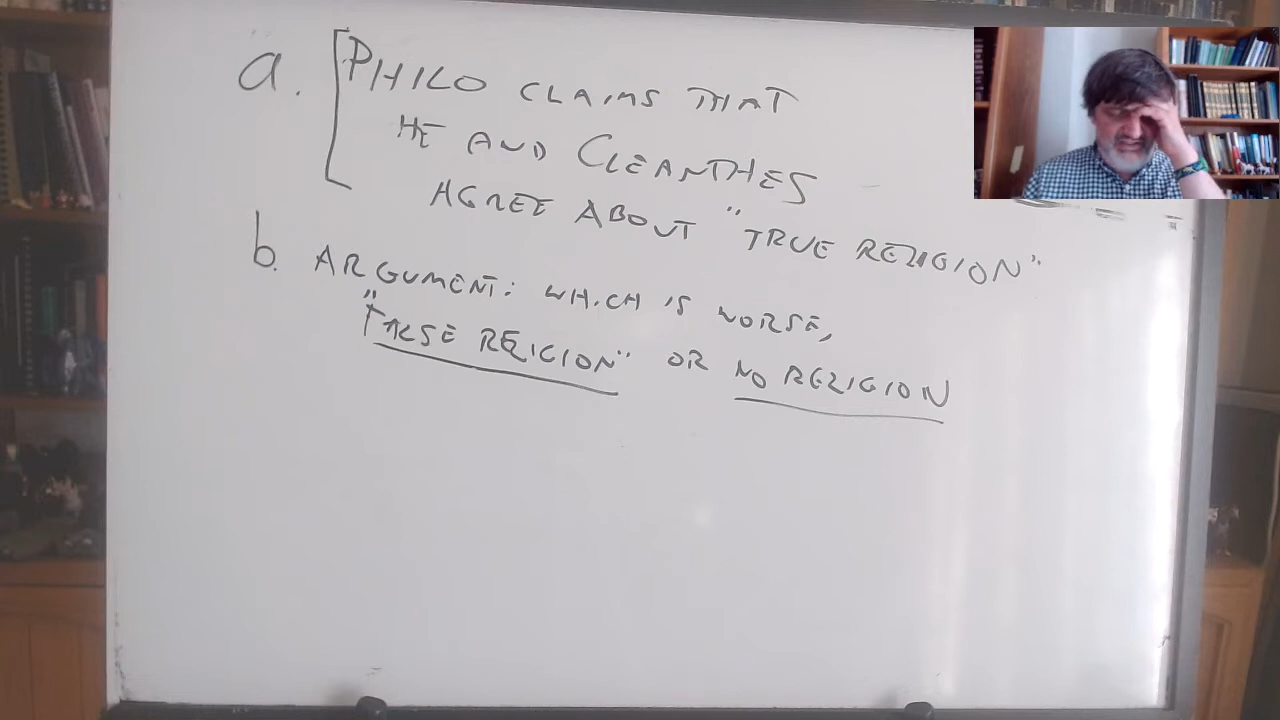 a. PHILO CLAIMS THAT
HE AND CLEANTHES
AGREE ABOUT "TRUE RELIGION"
b. ARGUMENT: WHICH IS WORSE,
"FALSE RELIGION" OR NO RELIGION